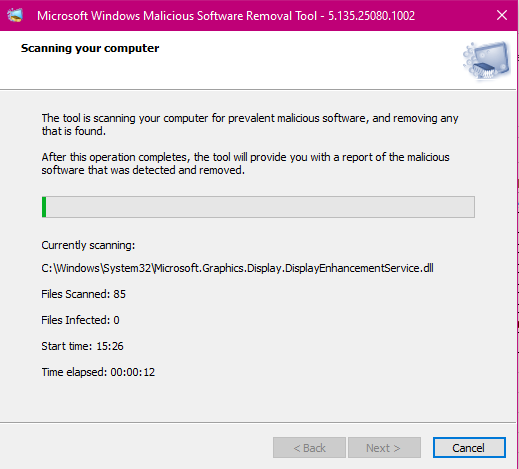 Microsoft Windows Malicious Software Removal Tool - 5.135.25080.1002
Scanning your computer
The tool is scanning your computer for prevalent malicious software, and removing any
that is found.
After this operation completes, the tool will provide you with a report of the malicious
software that was detected and removed.
Currently scanning:
C:\Windows\System32\Microsoft.Graphics.Display.DisplayEnhancementService.dll
Files Scanned: 85
Files Infected: 0
Start time: 15:26
Time elapsed: 00:00:12
< Back
Next >
Cancel